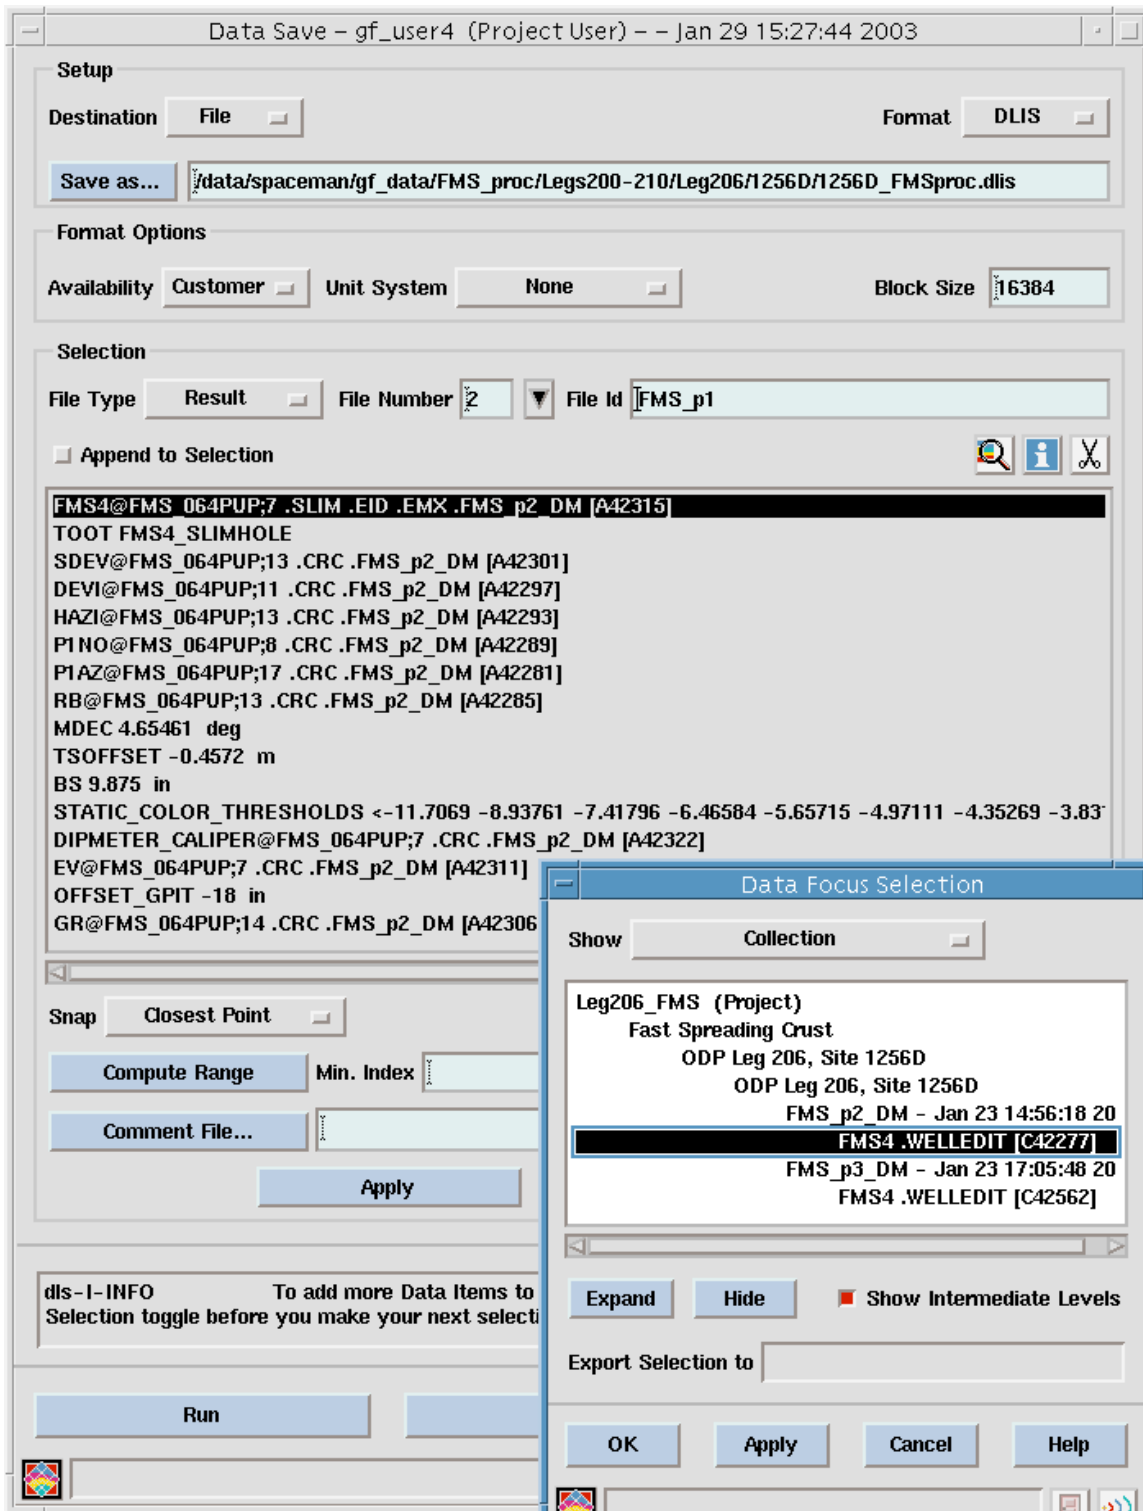 Data Save – gf_user4 (Project User) – – Jan 29 15:27:44 2003
Setup
Destination File Format DLIS
Save as... /data/spaceman/gf_data/FMS_proc/Legs200-210/Leg206/1256D/1256D_FMSproc.dlis
Format Options
Availability Customer Unit System None Block Size 16384
Selection
File Type Result File Number 2 File Id FMS_p1
Append to Selection
FMS4@FMS_064PUP;7 .SLIM .EID .EMX .FMS_p2_DM [A42315]
TOOT FMS4_SLIMHOLE
SDEV@FMS_064PUP;13 .CRC .FMS_p2_DM [A42301]
DEVI@FMS_064PUP;11 .CRC .FMS_p2_DM [A42297]
HAZI@FMS_064PUP;13 .CRC .FMS_p2_DM [A42293]
P1NO@FMS_064PUP;8 .CRC .FMS_p2_DM [A42289]
P1AZ@FMS_064PUP;17 .CRC .FMS_p2_DM [A42281]
RB@FMS_064PUP;13 .CRC .FMS_p2_DM [A42285]
MDEC 4.65461 deg
TSOFFSET -0.4572 m
BS 9.875 in
STATIC_COLOR_THRESHOLDS <-11.7069 -8.93761 -7.41796 -6.46584 -5.65715 -4.97111 -4.35269 -3.83
DIPMETER_CALIPER@FMS_064PUP;7 .CRC .FMS_p2_DM [A42322]
EV@FMS_064PUP;7 .CRC .FMS_p2_DM [A42311]
OFFSET_GPIT -18 in
GR@FMS_064PUP;14 .CRC .FMS_p2_DM [A42306
Snap Closest Point
Compute Range Min. Index
Comment File...
Apply
dls-I-INFO To add more Data Items to
Selection toggle before you make your next selecti
Run
Data Focus Selection
Show Collection
Leg206_FMS (Project)
Fast Spreading Crust
ODP Leg 206, Site 1256D
ODP Leg 206, Site 1256D
FMS_p2_DM - Jan 23 14:56:18 20
FMS4 .WELLEDIT [C42277]
FMS_p3_DM - Jan 23 17:05:48 20
FMS4 .WELLEDIT [C42562]
Expand Hide Show Intermediate Levels
Export Selection to
OK Apply Cancel Help